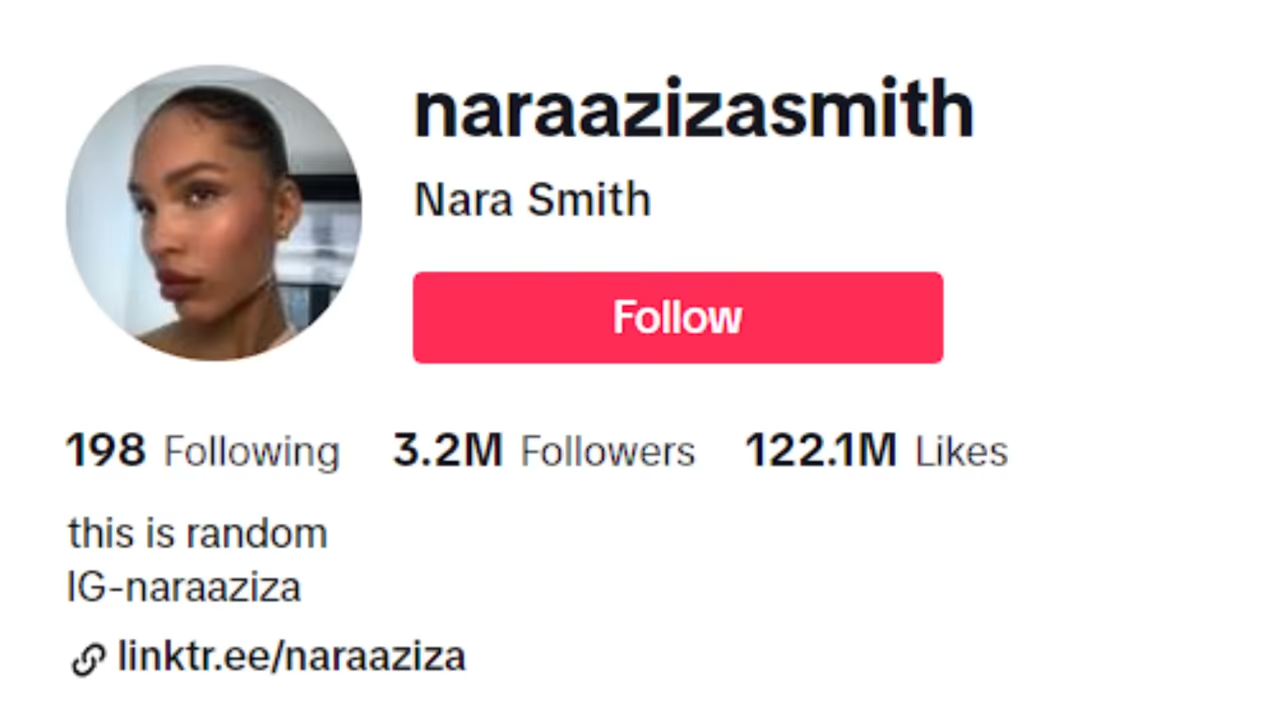 naraazizasmith
Nara Smith
Follow
198 Following 3.2M Followers 122.1M Likes
this is random
IG-naraaziza
linktr.ee/naraaziza